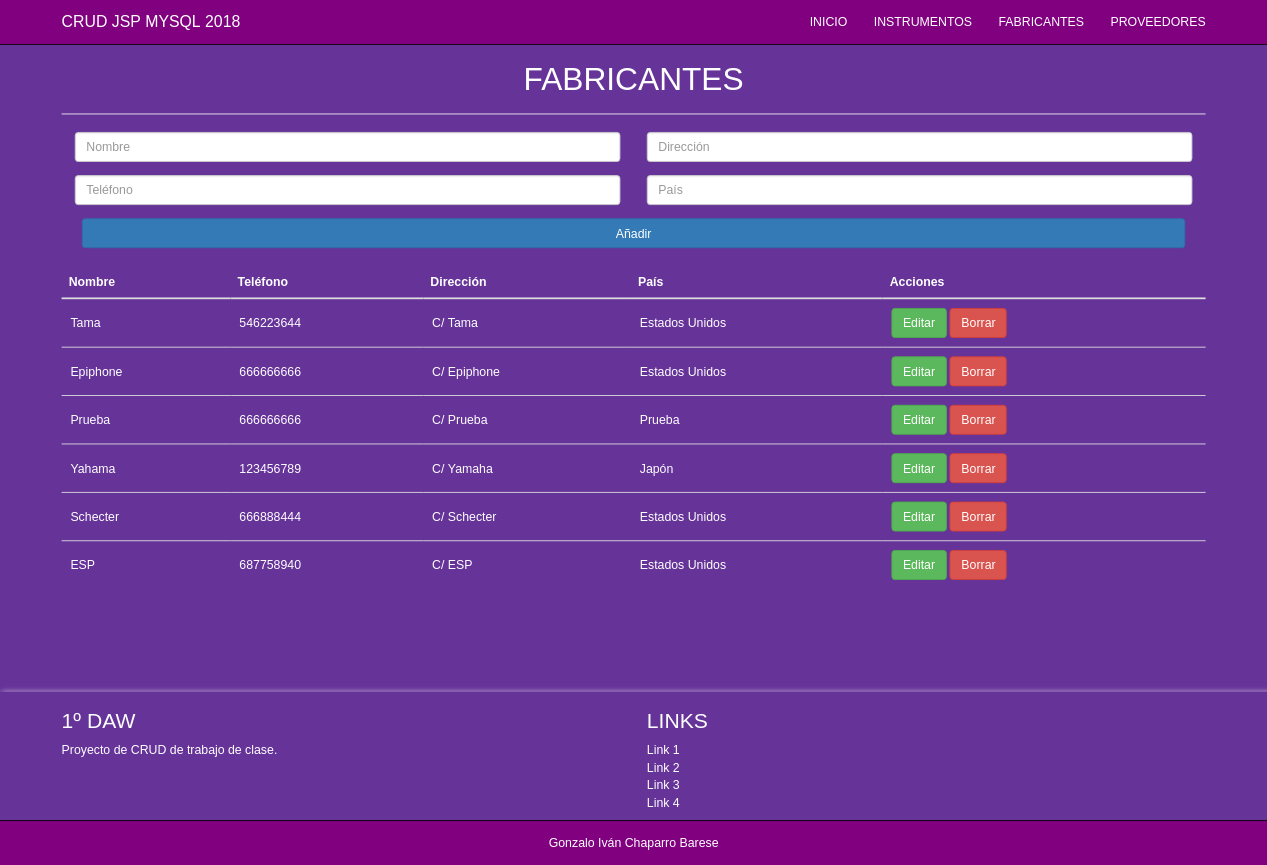 CRUD JSP MYSQL 2018 INICIO INSTRUMENTOS FABRICANTES PROVEEDORES
FABRICANTES
Nombre Dirección
Teléfono País
Añadir
Nombre Teléfono Dirección País Acciones
Tama 546223644 C/ Tama Estados Unidos Editar Borrar
Epiphone 666666666 C/ Epiphone Estados Unidos Editar Borrar
Prueba 666666666 C/ Prueba Prueba Editar Borrar
Yahama 123456789 C/ Yamaha Japón Editar Borrar
Schecter 666888444 C/ Schecter Estados Unidos Editar Borrar
ESP 687758940 C/ ESP Estados Unidos Editar Borrar
1º DAW
Proyecto de CRUD de trabajo de clase.
LINKS
Link 1
Link 2
Link 3
Link 4
Gonzalo Iván Chaparro Barese